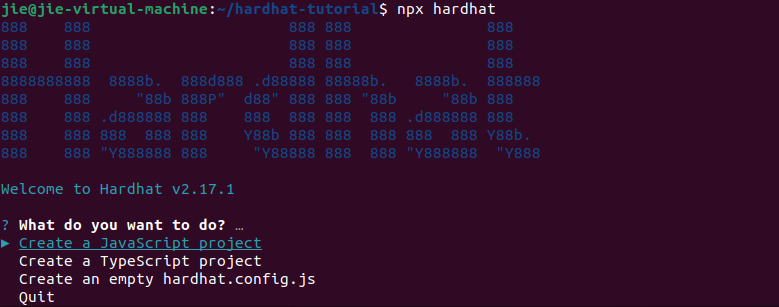 jie@jie-virtual-machine:~/hardhat-tutorial$ npx hardhat
888    888                      888 888               888
888    888                      888 888               888
888    888                      888 888               888
8888888888  8888b.  888d888 .d88888 88888b.   8888b.  888888
888    888     "88b 888P"  d88" 888 888 "88b     "88b 888
888    888 .d888888 888    888  888 888  888 .d888888 888
888    888 888  888 888    Y88b 888 888  888 888  888 Y88b.
888    888 "Y888888 888     "Y88888 888  888 "Y888888  "Y888
Welcome to Hardhat v2.17.1
? What do you want to do? …
▸ Create a JavaScript project
Create a TypeScript project
Create an empty hardhat.config.js
Quit